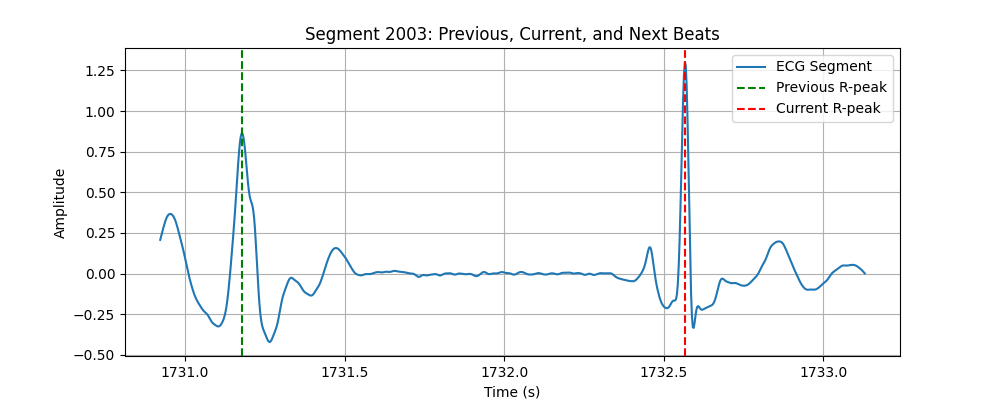 Segment 2003: Previous, Current, and Next Beats
ECG Segment
Previous R-peak
Current R-peak
1.25
1.00
0.75
0.50
0.25
0.00
−0.25
−0.50
Amplitude
1731.0 1731.5 1732.0 1732.5 1733.0
Time (s)